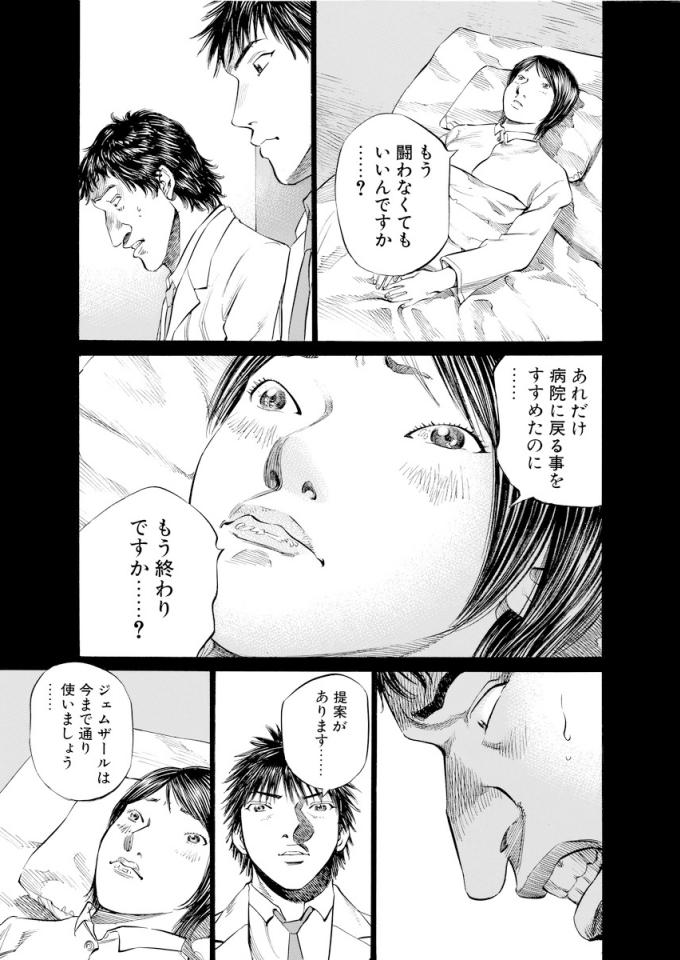 もう
闘わなくても
いいんですか
……?
あれだけ
病院に戻る事を
すすめたのに
……
もう終わり
ですか……?
提案が
あります……
ジェムザールは
今まで通り
使いましょう
……